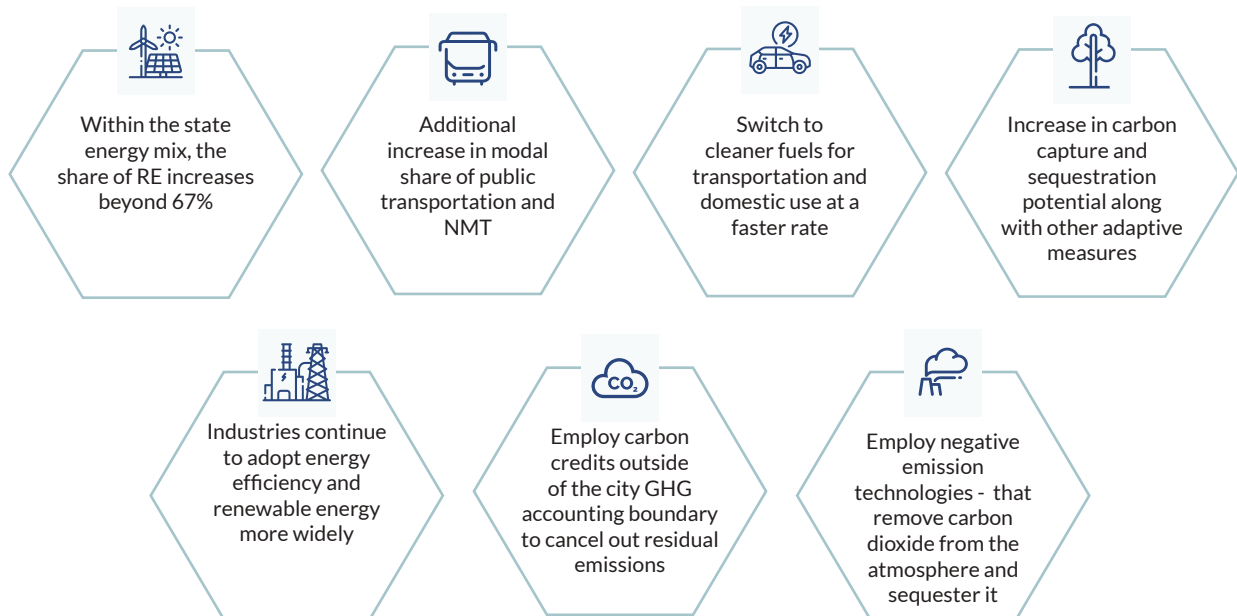 Within the state
energy mix, the
share of RE increases
beyond 67%
Additional
increase in modal
share of public
transportation and
NMT
Switch to
cleaner fuels for
transportation and
domestic use at a
faster rate
Increase in carbon
capture and
sequestration
potential along
with other adaptive
measures
Industries continue
to adopt energy
efficiency and
renewable energy
more widely
CO₂
Employ carbon
credits outside
of the city GHG
accounting boundary
to cancel out residual
emissions
Employ negative
emission
technologies - that
remove carbon
dioxide from the
atmosphere and
sequester it